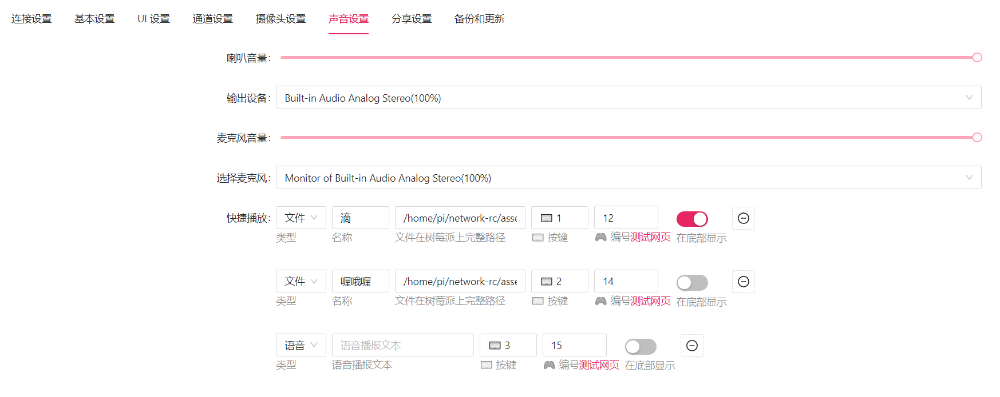 连接设置 基本设置 UI 设置 通道设置 摄像头设置 声音设置 分享设置 备份和更新
喇叭音量:
输出设备: Built-in Audio Analog Stereo(100%)
麦克风音量:
选择麦克风: Monitor of Built-in Audio Analog Stereo(100%)
快捷播放: 文件 滴 /home/pi/network-rc/asse 1 12
类型 名称 文件在树莓派上完整路径 按键 编号测试网页 在底部显示
文件 喔哦喔 /home/pi/network-rc/asse 2 14
类型 名称 文件在树莓派上完整路径 按键 编号测试网页 在底部显示
语音 语音播报文本 3 15
类型 语音播报文本 按键 编号测试网页 在底部显示